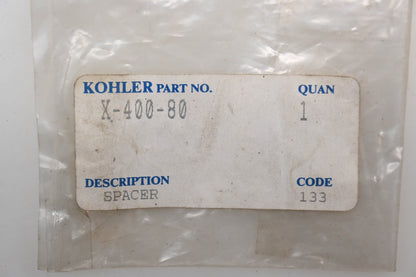 KOHLER PART NO. QUAN
X-400-80 1
DESCRIPTION CODE
SPACER 133